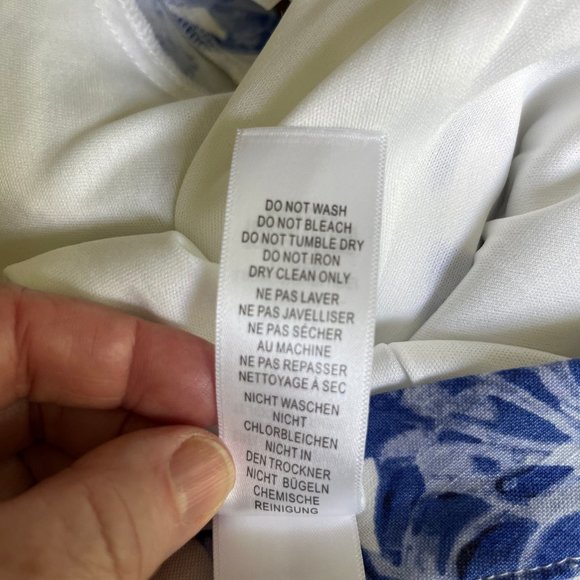 DO NOT WASH
DO NOT BLEACH
DO NOT TUMBLE DRY
DO NOT IRON
DRY CLEAN ONLY
NE PAS LAVER
NE PAS JAVELLISER
NE PAS SÉCHER
AU MACHINE
NE PAS REPASSER
NETTOYAGE À SEC
NICHT WASCHEN
NICHT
CHLORBLEICHEN
NICHT IN
DEN TROCKNER
NICHT BÜGELN
CHEMISCHE
REINIGUNG